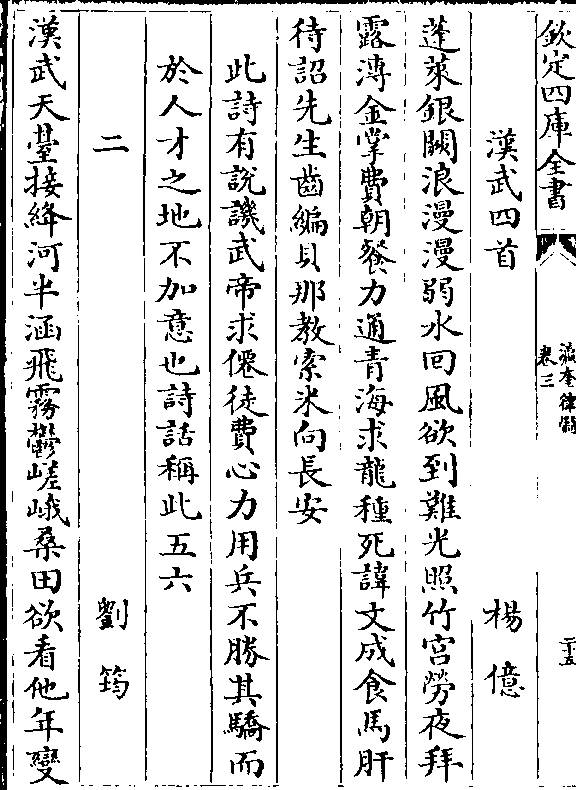 欽定四庫全書
瀛奎律髓
卷三
二十五
漢武四首 楊億
蓬萊銀闕浪漫漫弱水回風欲到難光照竹宮勞夜拜
露漙金掌費朝餐力通青海求龍種死諱文成食馬肝
待詔先生齒編貝那教索米向長安
此詩有說譏武帝求僊徒費心力用兵不勝其驕而
於人才之地不加意也詩話稱此五六
二 劉筠
漢武天臺接絳河半涵飛霧鬱嵯峨桑田欲看他年變